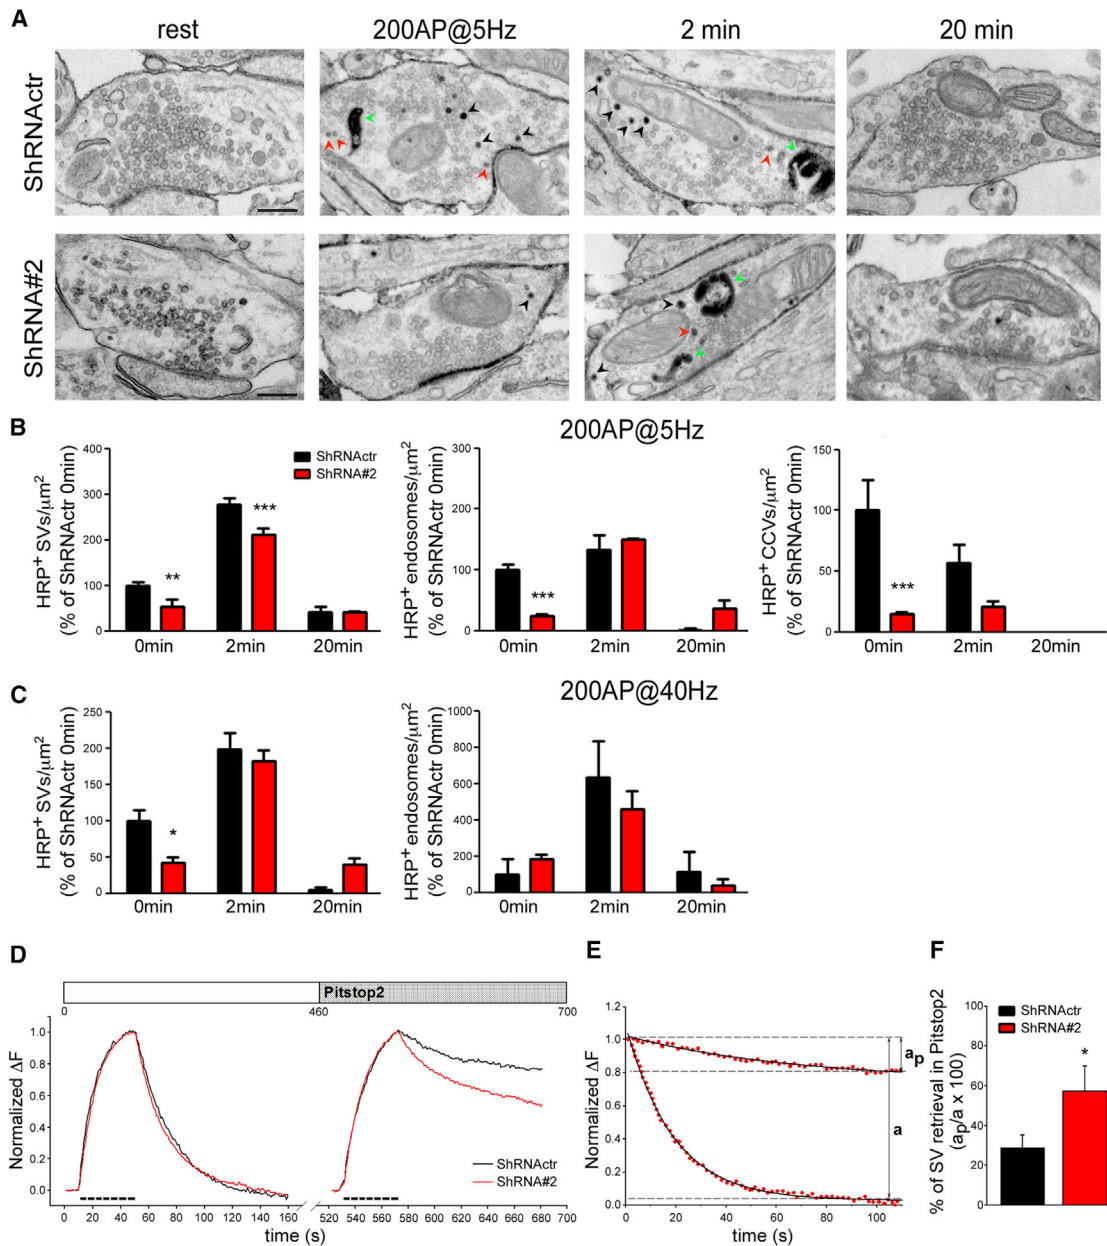 A
rest
200AP@5Hz
2 min
20 min
ShRNActr
ShRNA#2
B
200AP@5Hz
HRP+ SVs/μm²
(% of ShRNActr 0min)
400
300
200
100
0
ShRNActr
ShRNA#2
**
***
0min
2min
20min
HRP+ endosomes/μm²
(% of ShRNActr 0min)
300
200
150
100
0
***
0min
2min
20min
HRP+ CCVs/μm²
(% of ShRNActr 0min)
150
100
50
0
***
0min
2min
20min
C
200AP@40Hz
HRP+ SVs/μm²
(% of ShRNActr 0min)
250
200
150
100
50
0
*
0min
2min
20min
HRP+ endosomes/μm²
(% of ShRNActr 0min)
1000
800
600
400
200
0
0min
2min
20min
D
Pitstop2
0
460
700
Normalized ΔF
1.0
0.8
0.6
0.4
0.2
0.0
ShRNActr
ShRNA#2
0 20 40 60 80 100 120 140 160 520 540 560 580 600 620 640 660 680 700
time (s)
E
Normalized ΔF
1.2
1.0
0.8
0.4
0.2
0.0
ap
a
0 20 40 60 80 100
time (s)
F
% of SV retrieval in Pitstop2
(ap/a x 100)
100
80
60
40
20
0
ShRNActr
ShRNA#2
*